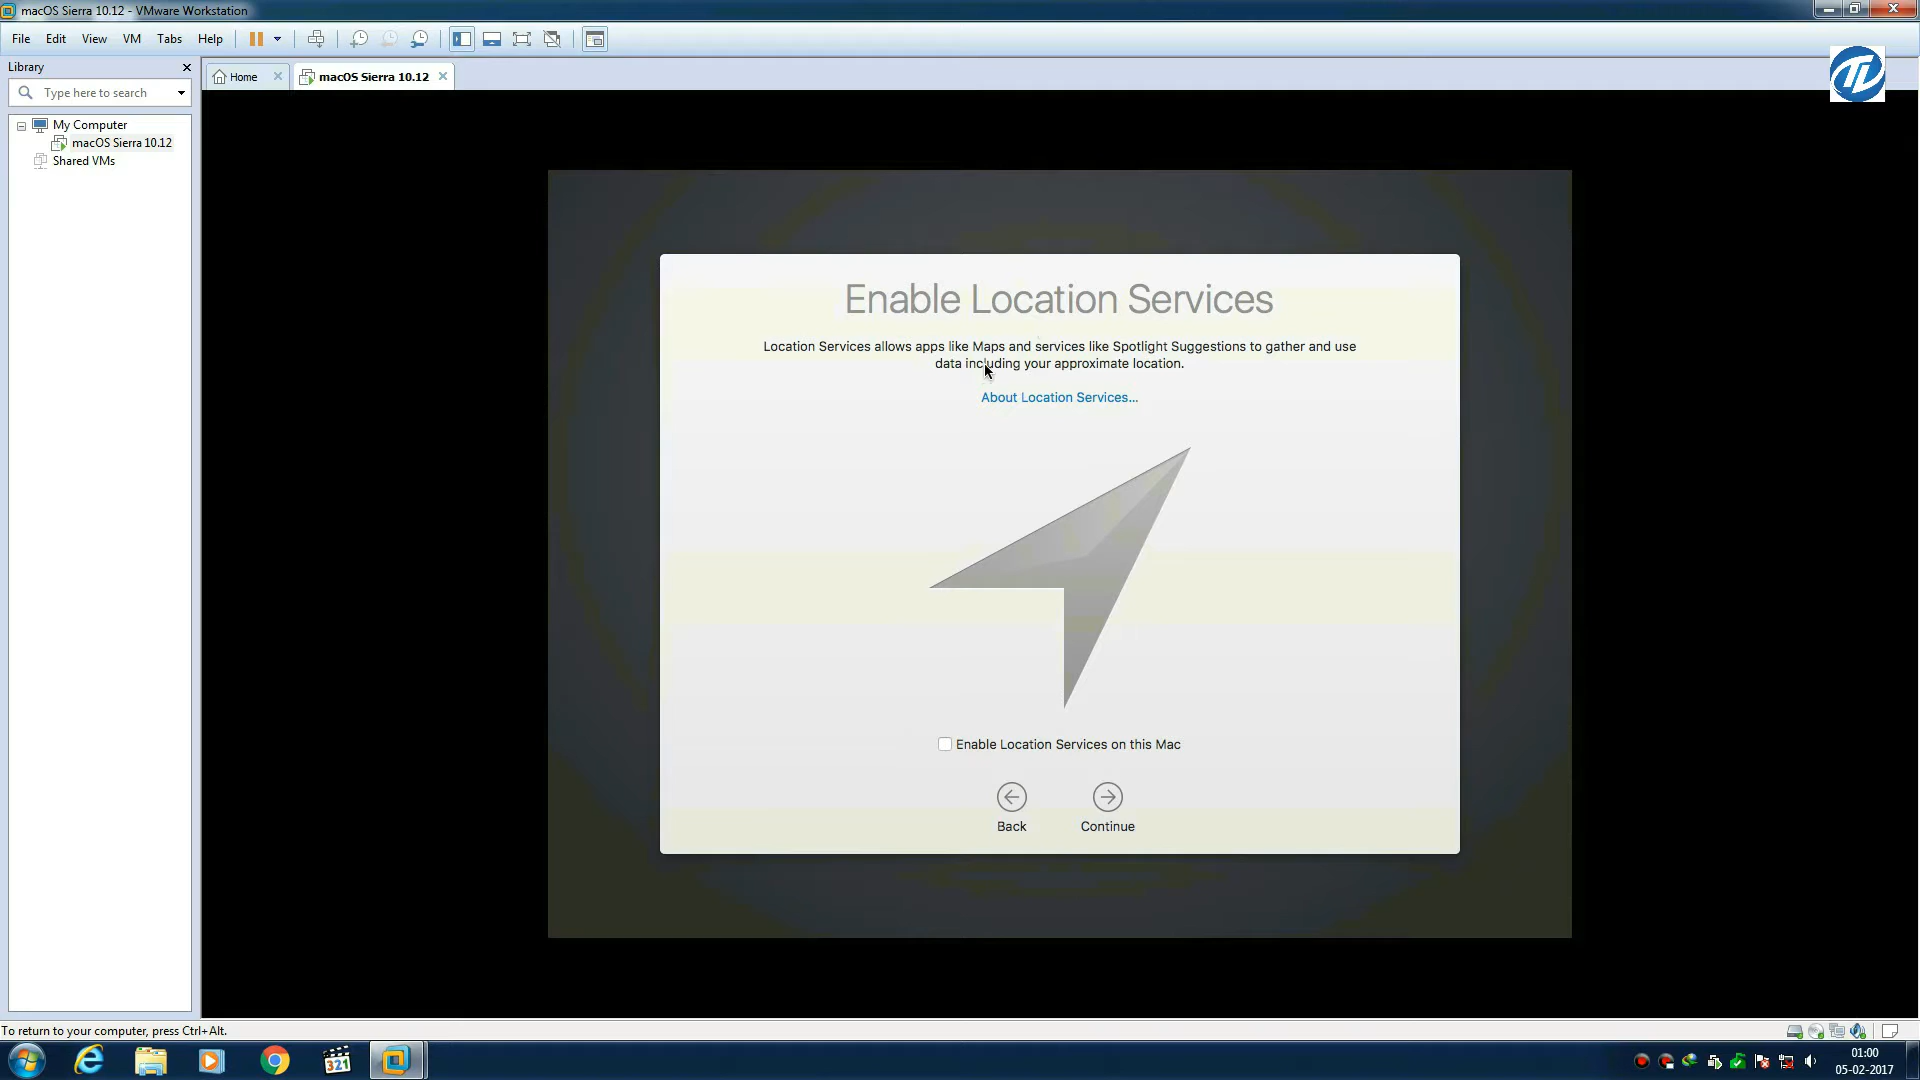 macOS Sierra 10.12 - VMware Workstation
File Edit View VM Tabs Help
Library
Type here to search
My Computer
macOS Sierra 10.12
Shared VMs
Home
macOS Sierra 10.12
Enable Location Services
Location Services allows apps like Maps and services like Spotlight Suggestions to gather and use
data including your approximate location.
About Location Services...
Enable Location Services on this Mac
Back
Continue
To return to your computer, press Ctrl+Alt.
321
01:00
05-02-2017